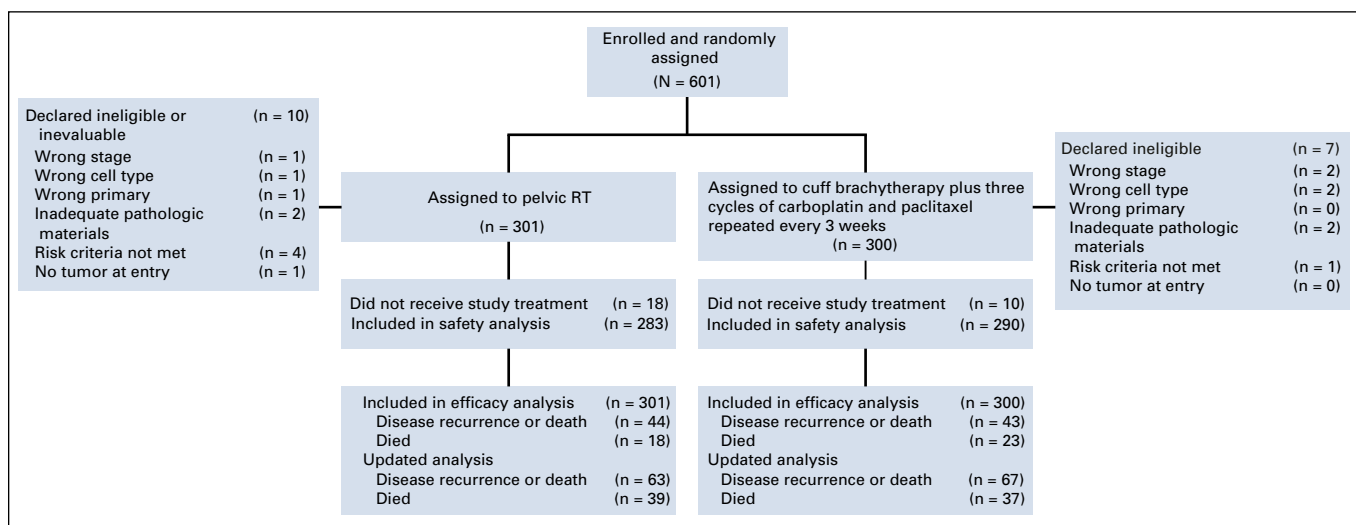 Enrolled and randomly
assigned
(N = 601)
Declared ineligible or (n = 10)
inevaluable
Wrong stage (n = 1)
Wrong cell type (n = 1)
Wrong primary (n = 1)
Inadequate pathologic (n = 2)
materials
Risk criteria not met (n = 4)
No tumor at entry (n = 1)
Assigned to pelvic RT
(n = 301)
Assigned to cuff brachytherapy plus three
cycles of carboplatin and paclitaxel
repeated every 3 weeks
(n = 300)
Declared ineligible (n = 7)
Wrong stage (n = 2)
Wrong cell type (n = 2)
Wrong primary (n = 0)
Inadequate pathologic (n = 2)
materials
Risk criteria not met (n = 1)
No tumor at entry (n = 0)
Did not receive study treatment (n = 18)
Included in safety analysis (n = 283)
Did not receive study treatment (n = 10)
Included in safety analysis (n = 290)
Included in efficacy analysis (n = 301)
Disease recurrence or death (n = 44)
Died (n = 18)
Updated analysis
Disease recurrence or death (n = 63)
Died (n = 39)
Included in efficacy analysis (n = 300)
Disease recurrence or death (n = 43)
Died (n = 23)
Updated analysis
Disease recurrence or death (n = 67)
Died (n = 37)